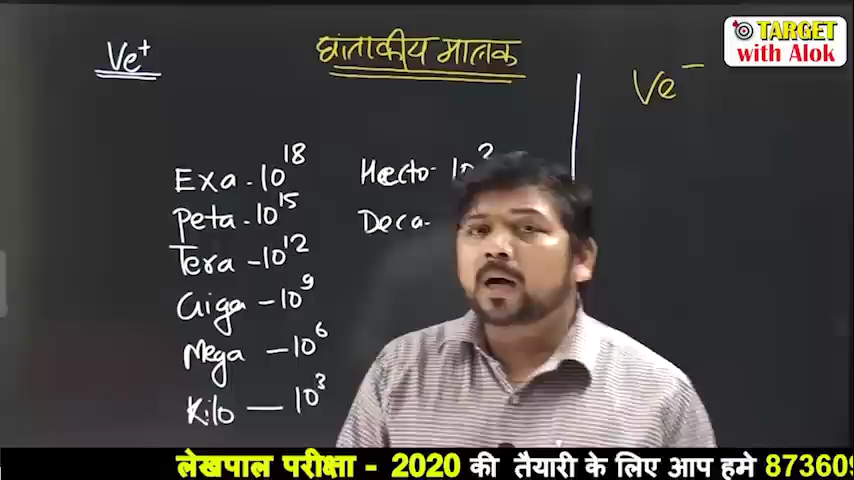 TARGET
with Alok
Ve+
घातांकीय मात्रक
Ve-
Exa - 10^18
Peta - 10^15
Tera - 10^12
Giga - 10^9
Mega - 10^6
Kilo - 10^3
Hecto - 10^2
Deca -
लेखपाल परीक्षा - 2020 की तैयारी के लिए आप हमे 873609